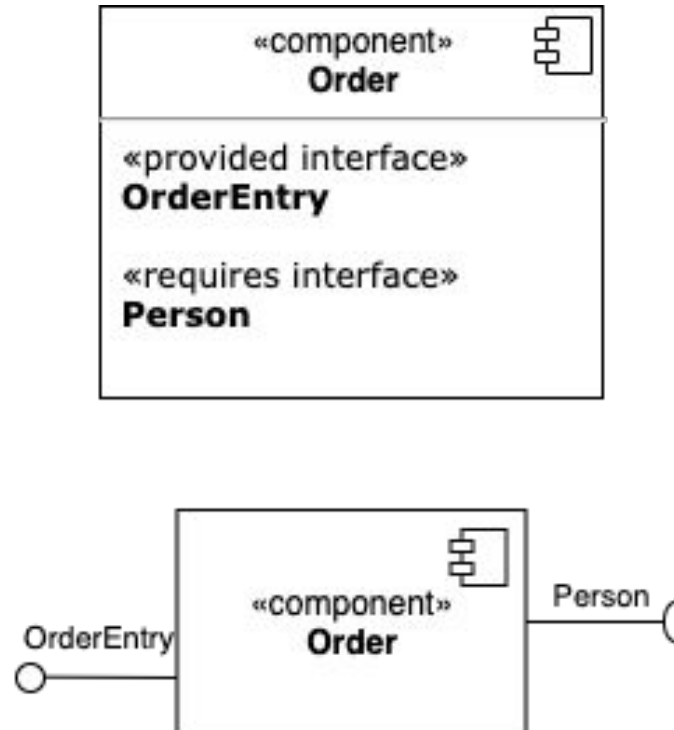 «component»
Order
«provided interface»
OrderEntry
«requires interface»
Person
«component»
Order
Person
OrderEntry